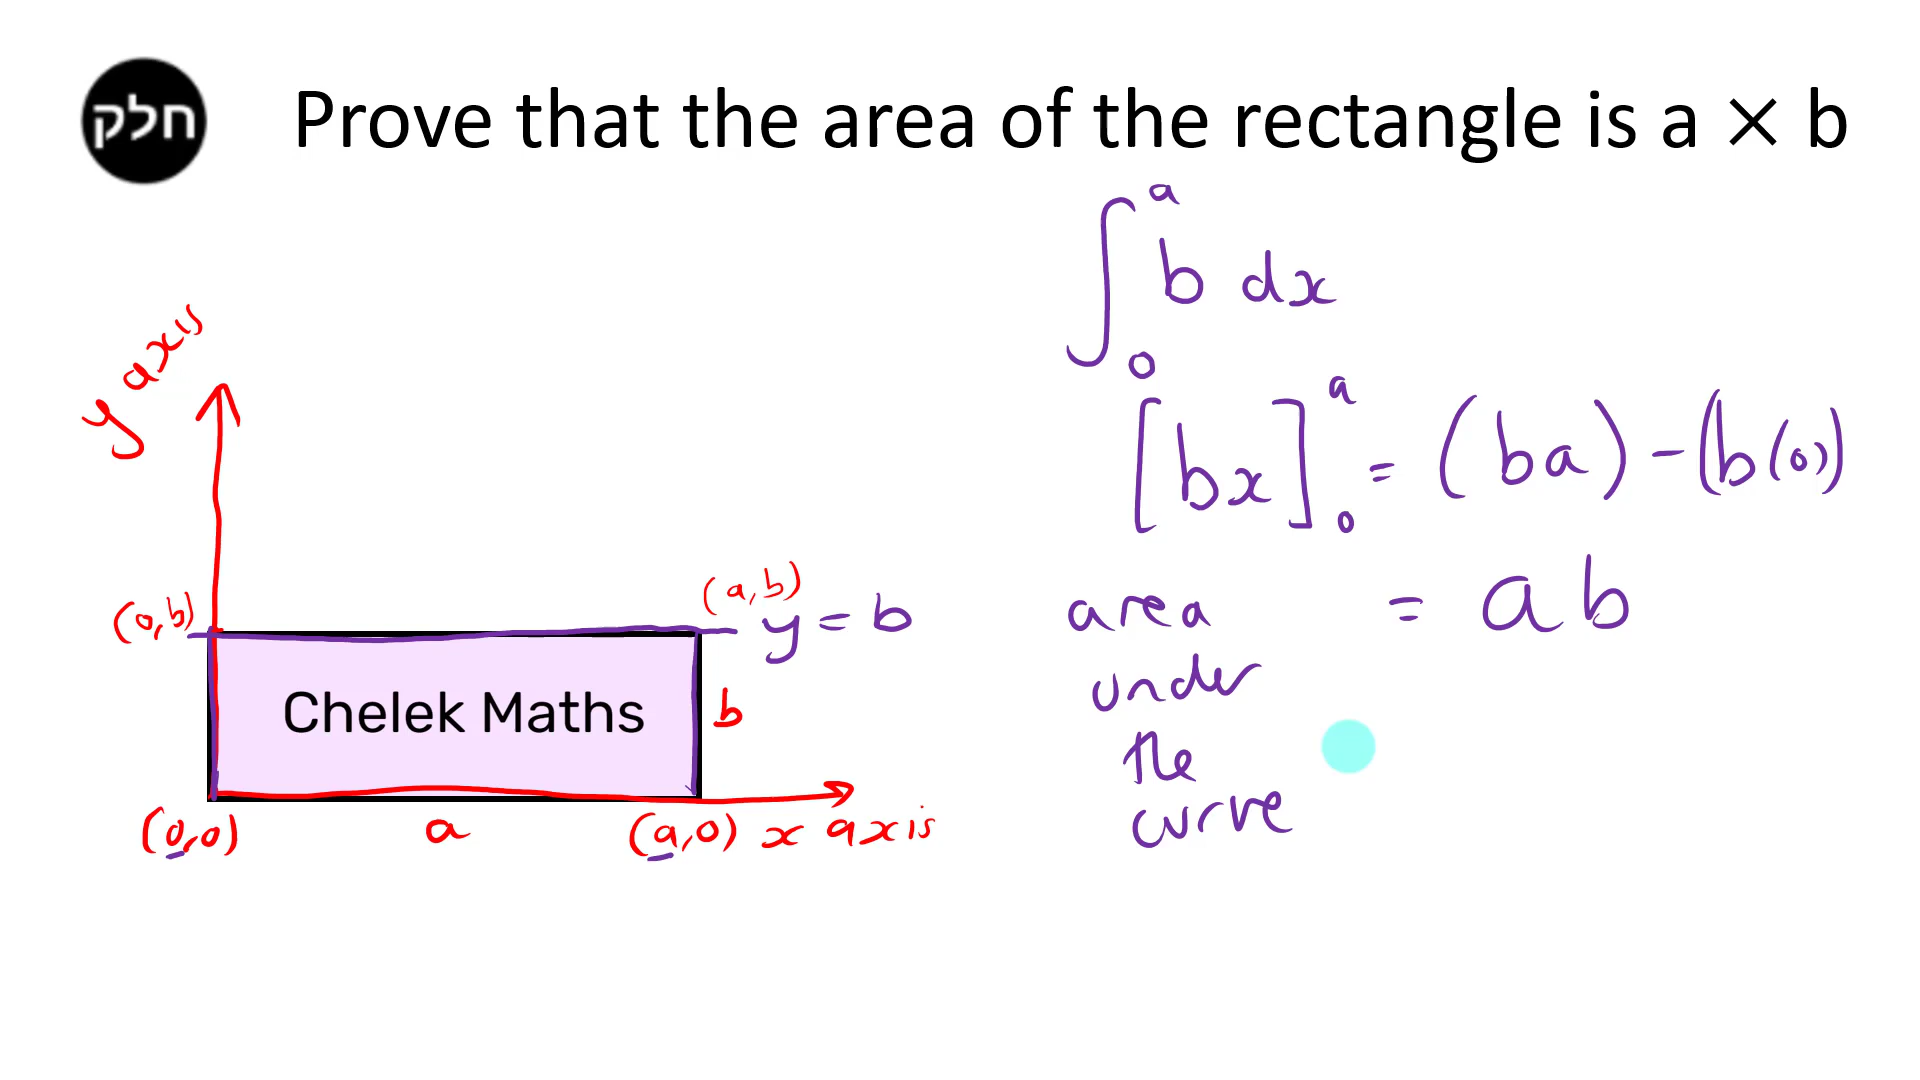 חלק
Prove that the area of the rectangle is a × b
∫₀ᵃ b dx
[bx]₀ᵃ = (ba) - (b(0))
= ab
area
under
the
curve
y axis
(0,b)
(a,b)
y = b
Chelek Maths
b
(0,0)
a
(a,0)
x axis